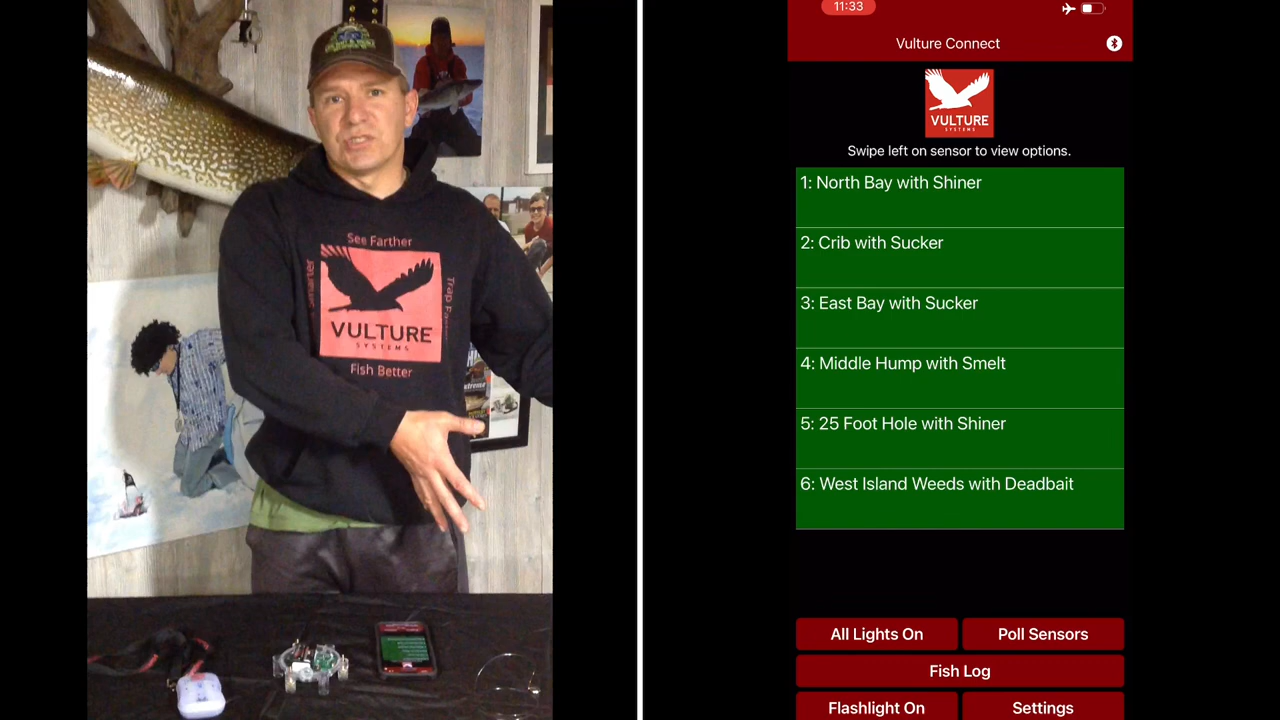 See Farther
Smarter
VULTURE
SYSTEMS
Fish Better
11:33
Vulture Connect
VULTURE
SYSTEMS
Swipe left on sensor to view options.
1: North Bay with Shiner
2: Crib with Sucker
3: East Bay with Sucker
4: Middle Hump with Smelt
5: 25 Foot Hole with Shiner
6: West Island Weeds with Deadbait
All Lights On
Poll Sensors
Fish Log
Flashlight On
Settings